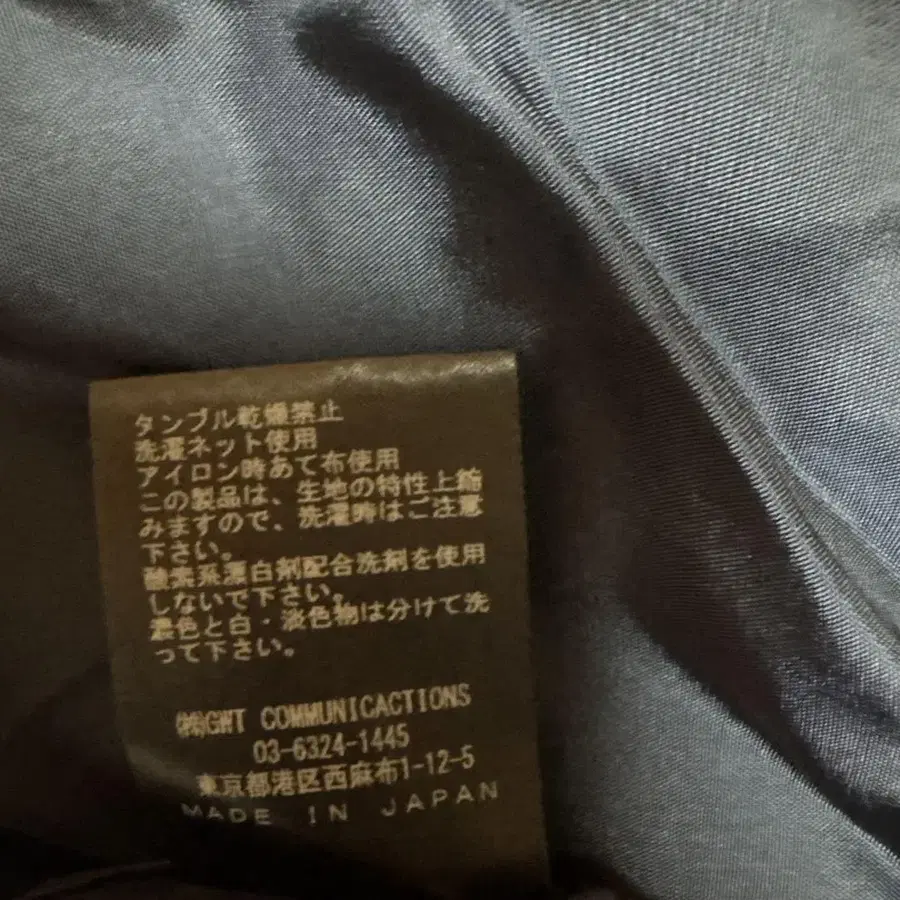 タンブル乾燥禁止
洗濯ネット使用
アイロン時あて布使用
この製品は、生地の特性上縮
みますので、洗濯時はご注意
下さい。
酸素系漂白剤配合洗剤を使用
しないで下さい。
濃色と白・淡色物は分けて洗
って下さい。
㈱GWT COMMUNICACTIONS
03-6324-1445
東京都港区西麻布1-12-5
MADE IN JAPAN